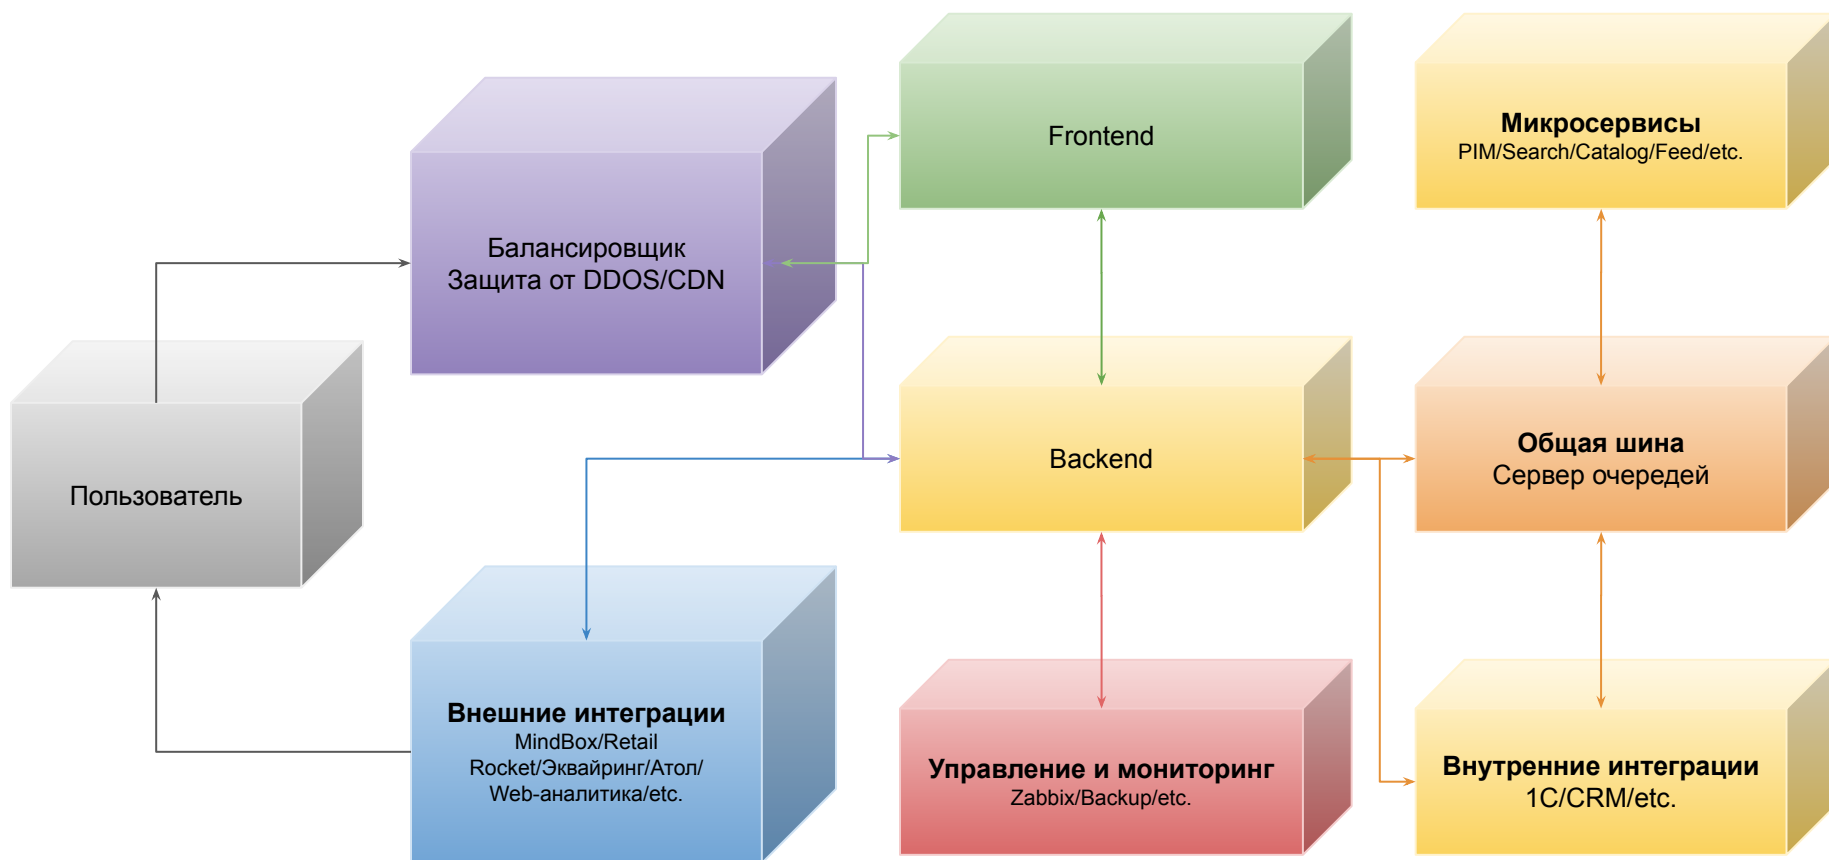 Frontend
Микросервисы
PIM/Search/Catalog/Feed/etc.
Балансировщик
Защита от DDOS/CDN
Пользователь
Backend
Общая шина
Сервер очередей
Внешние интеграции
MindBox/Retail
Rocket/Эквайринг/Атол/
Web-аналитика/etc.
Управление и мониторинг
Zabbix/Backup/etc.
Внутренние интеграции
1С/CRM/etc.